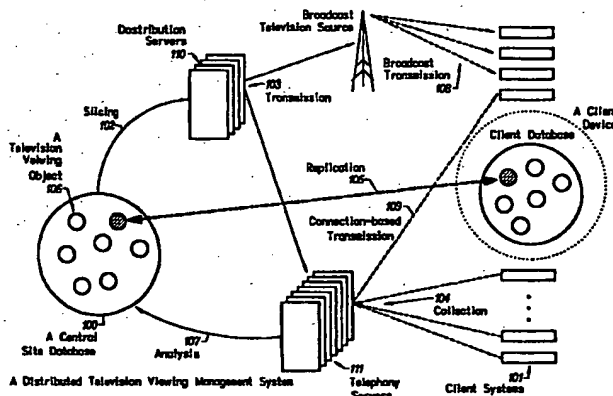 Dostribution
Servers
110
Broadcast
Television Source
Broadcast
Transmission
108
103
Transmission
Slicing
102
A
Television Veiving
Object
106
A Client
Device
Client Database
Replication
105
109
Connection-based
Transmission
104
Collection
100
A Central
Site Database
107
Analysis
A Distributed Television Viewing Management System
111
Telephony
Client Systems
101